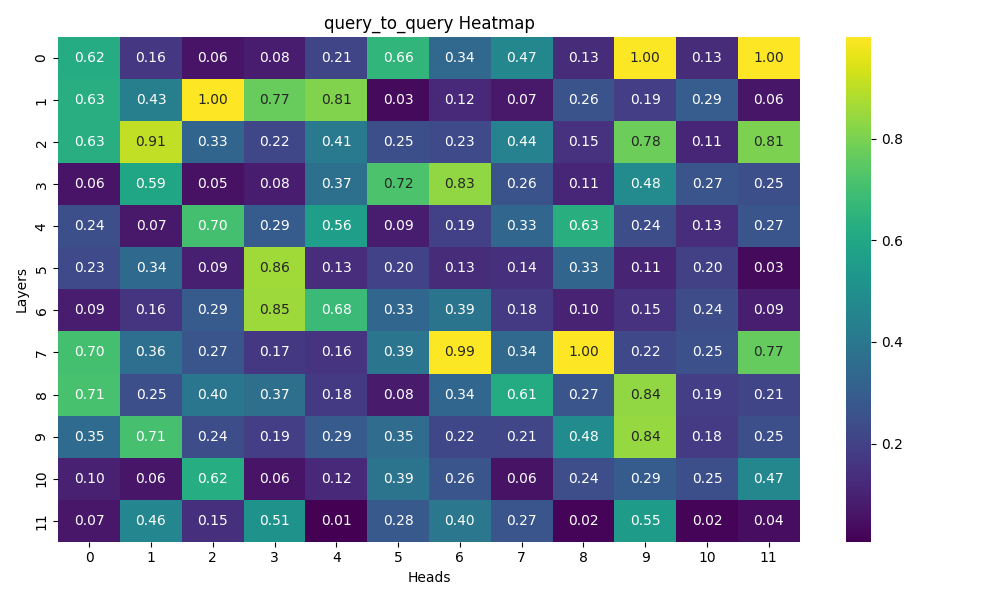 query_to_query Heatmap
0 0.62 0.16 0.06 0.08 0.21 0.66 0.34 0.47 0.13 1.00 0.13 1.00
1 0.63 0.43 1.00 0.77 0.81 0.03 0.12 0.07 0.26 0.19 0.29 0.06
2 0.63 0.91 0.33 0.22 0.41 0.25 0.23 0.44 0.15 0.78 0.11 0.81
3 0.06 0.59 0.05 0.08 0.37 0.72 0.83 0.26 0.11 0.48 0.27 0.25
4 0.24 0.07 0.70 0.29 0.56 0.09 0.19 0.33 0.63 0.24 0.13 0.27
5 0.23 0.34 0.09 0.86 0.13 0.20 0.13 0.14 0.33 0.11 0.20 0.03
6 0.09 0.16 0.29 0.85 0.68 0.33 0.39 0.18 0.10 0.15 0.24 0.09
7 0.70 0.36 0.27 0.17 0.16 0.39 0.99 0.34 1.00 0.22 0.25 0.77
8 0.71 0.25 0.40 0.37 0.18 0.08 0.34 0.61 0.27 0.84 0.19 0.21
9 0.35 0.71 0.24 0.19 0.29 0.35 0.22 0.21 0.48 0.84 0.18 0.25
10 0.10 0.06 0.62 0.06 0.12 0.39 0.26 0.06 0.24 0.29 0.25 0.47
11 0.07 0.46 0.15 0.51 0.01 0.28 0.40 0.27 0.02 0.55 0.02 0.04
0 1 2 3 4 5 6 7 8 9 10 11
Heads
Layers
0.8
0.6
0.4
0.2